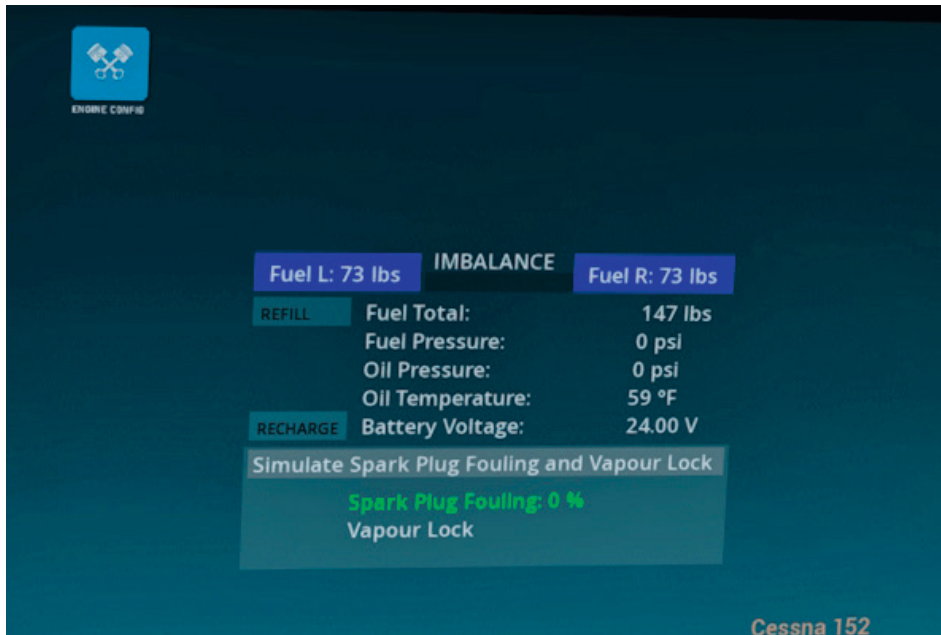 ENGINE CONFIG
IMBALANCE
Fuel L: 73 lbs Fuel R: 73 lbs
REFILL Fuel Total: 147 lbs
Fuel Pressure: 0 psi
Oil Pressure: 0 psi
Oil Temperature: 59 °F
RECHARGE Battery Voltage: 24.00 V
Simulate Spark Plug Fouling and Vapour Lock
Spark Plug Fouling: 0 %
Vapour Lock
Cessna 152